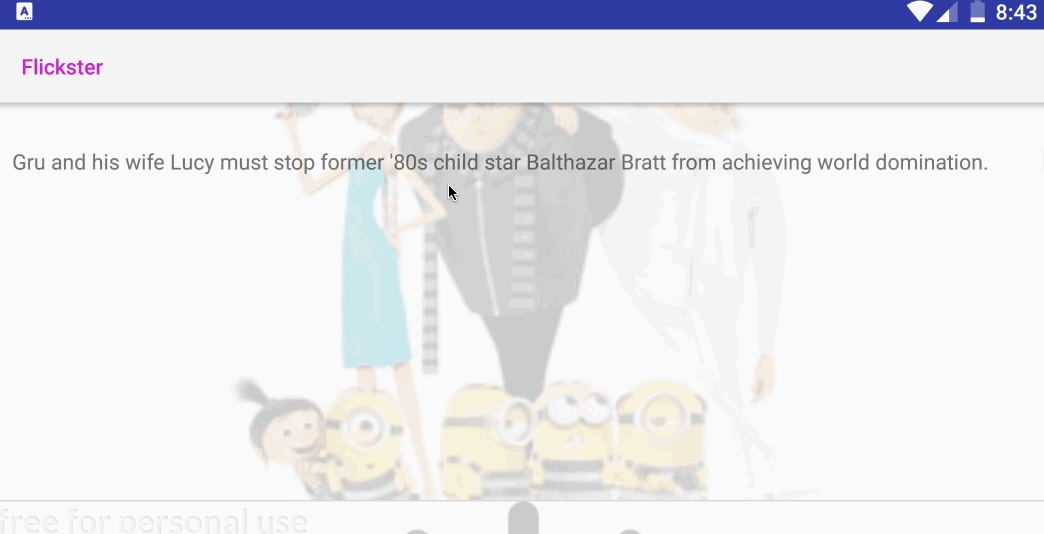 A
8:43
Flickster
Gru and his wife Lucy must stop former '80s child star Balthazar Bratt from achieving world domination.
free for personal use